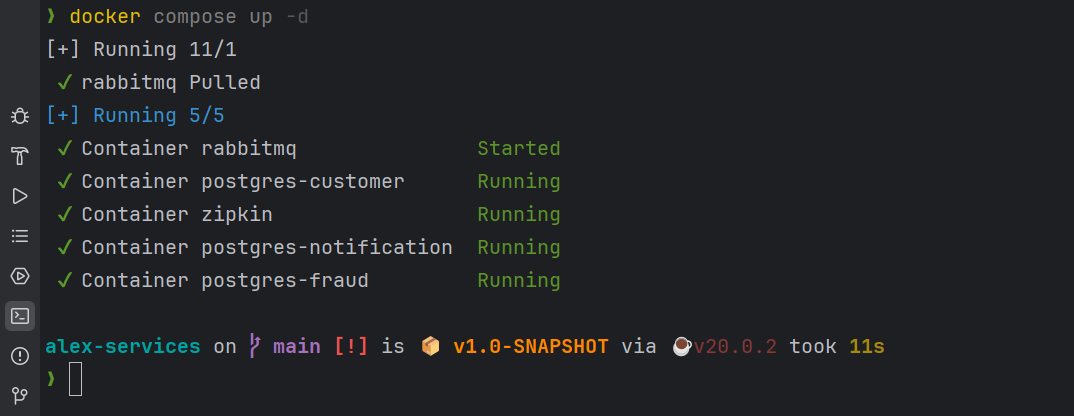 ❱ docker compose up -d
[+] Running 11/1
✓ rabbitmq Pulled
[+] Running 5/5
✓ Container rabbitmq Started
✓ Container postgres-customer Running
✓ Container zipkin Running
✓ Container postgres-notification Running
✓ Container postgres-fraud Running
alex-services on main [!] is 📦 v1.0-SNAPSHOT via ☕v20.0.2 took 11s
❱